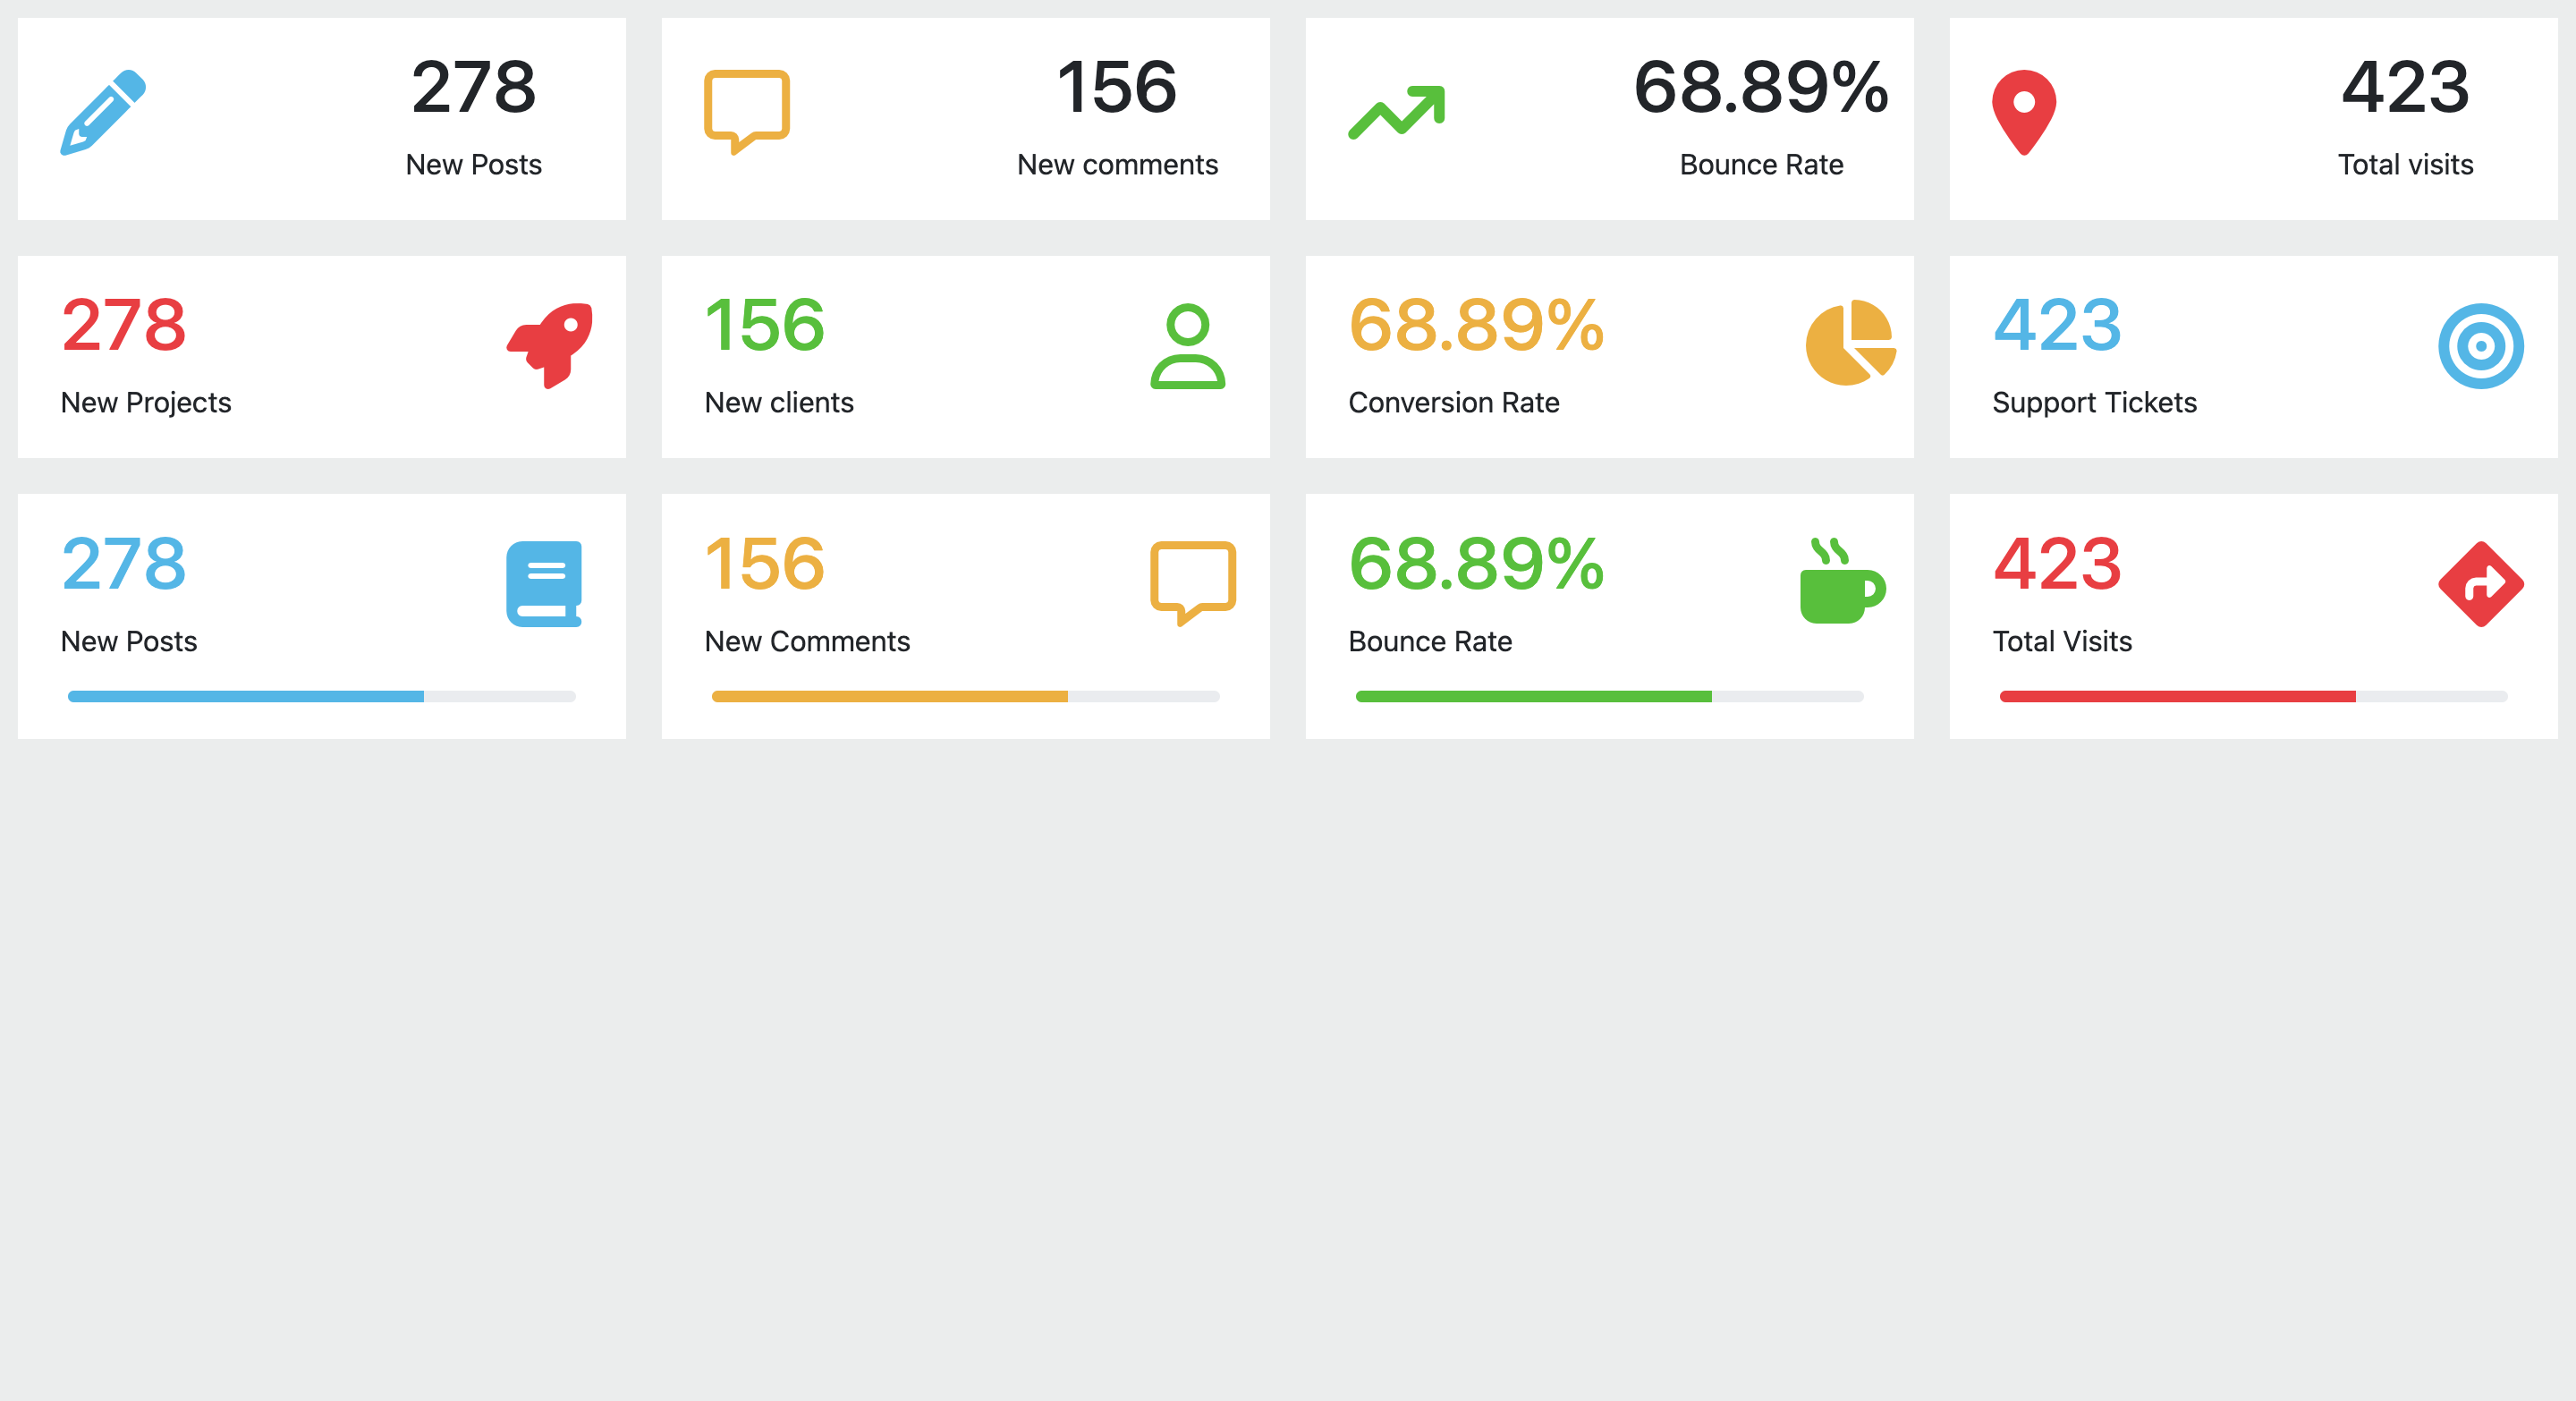 278
New Posts
156
New comments
68.89%
Bounce Rate
423
Total visits
278
New Projects
156
New clients
68.89%
Conversion Rate
423
Support Tickets
278
New Posts
156
New Comments
68.89%
Bounce Rate
423
Total Visits